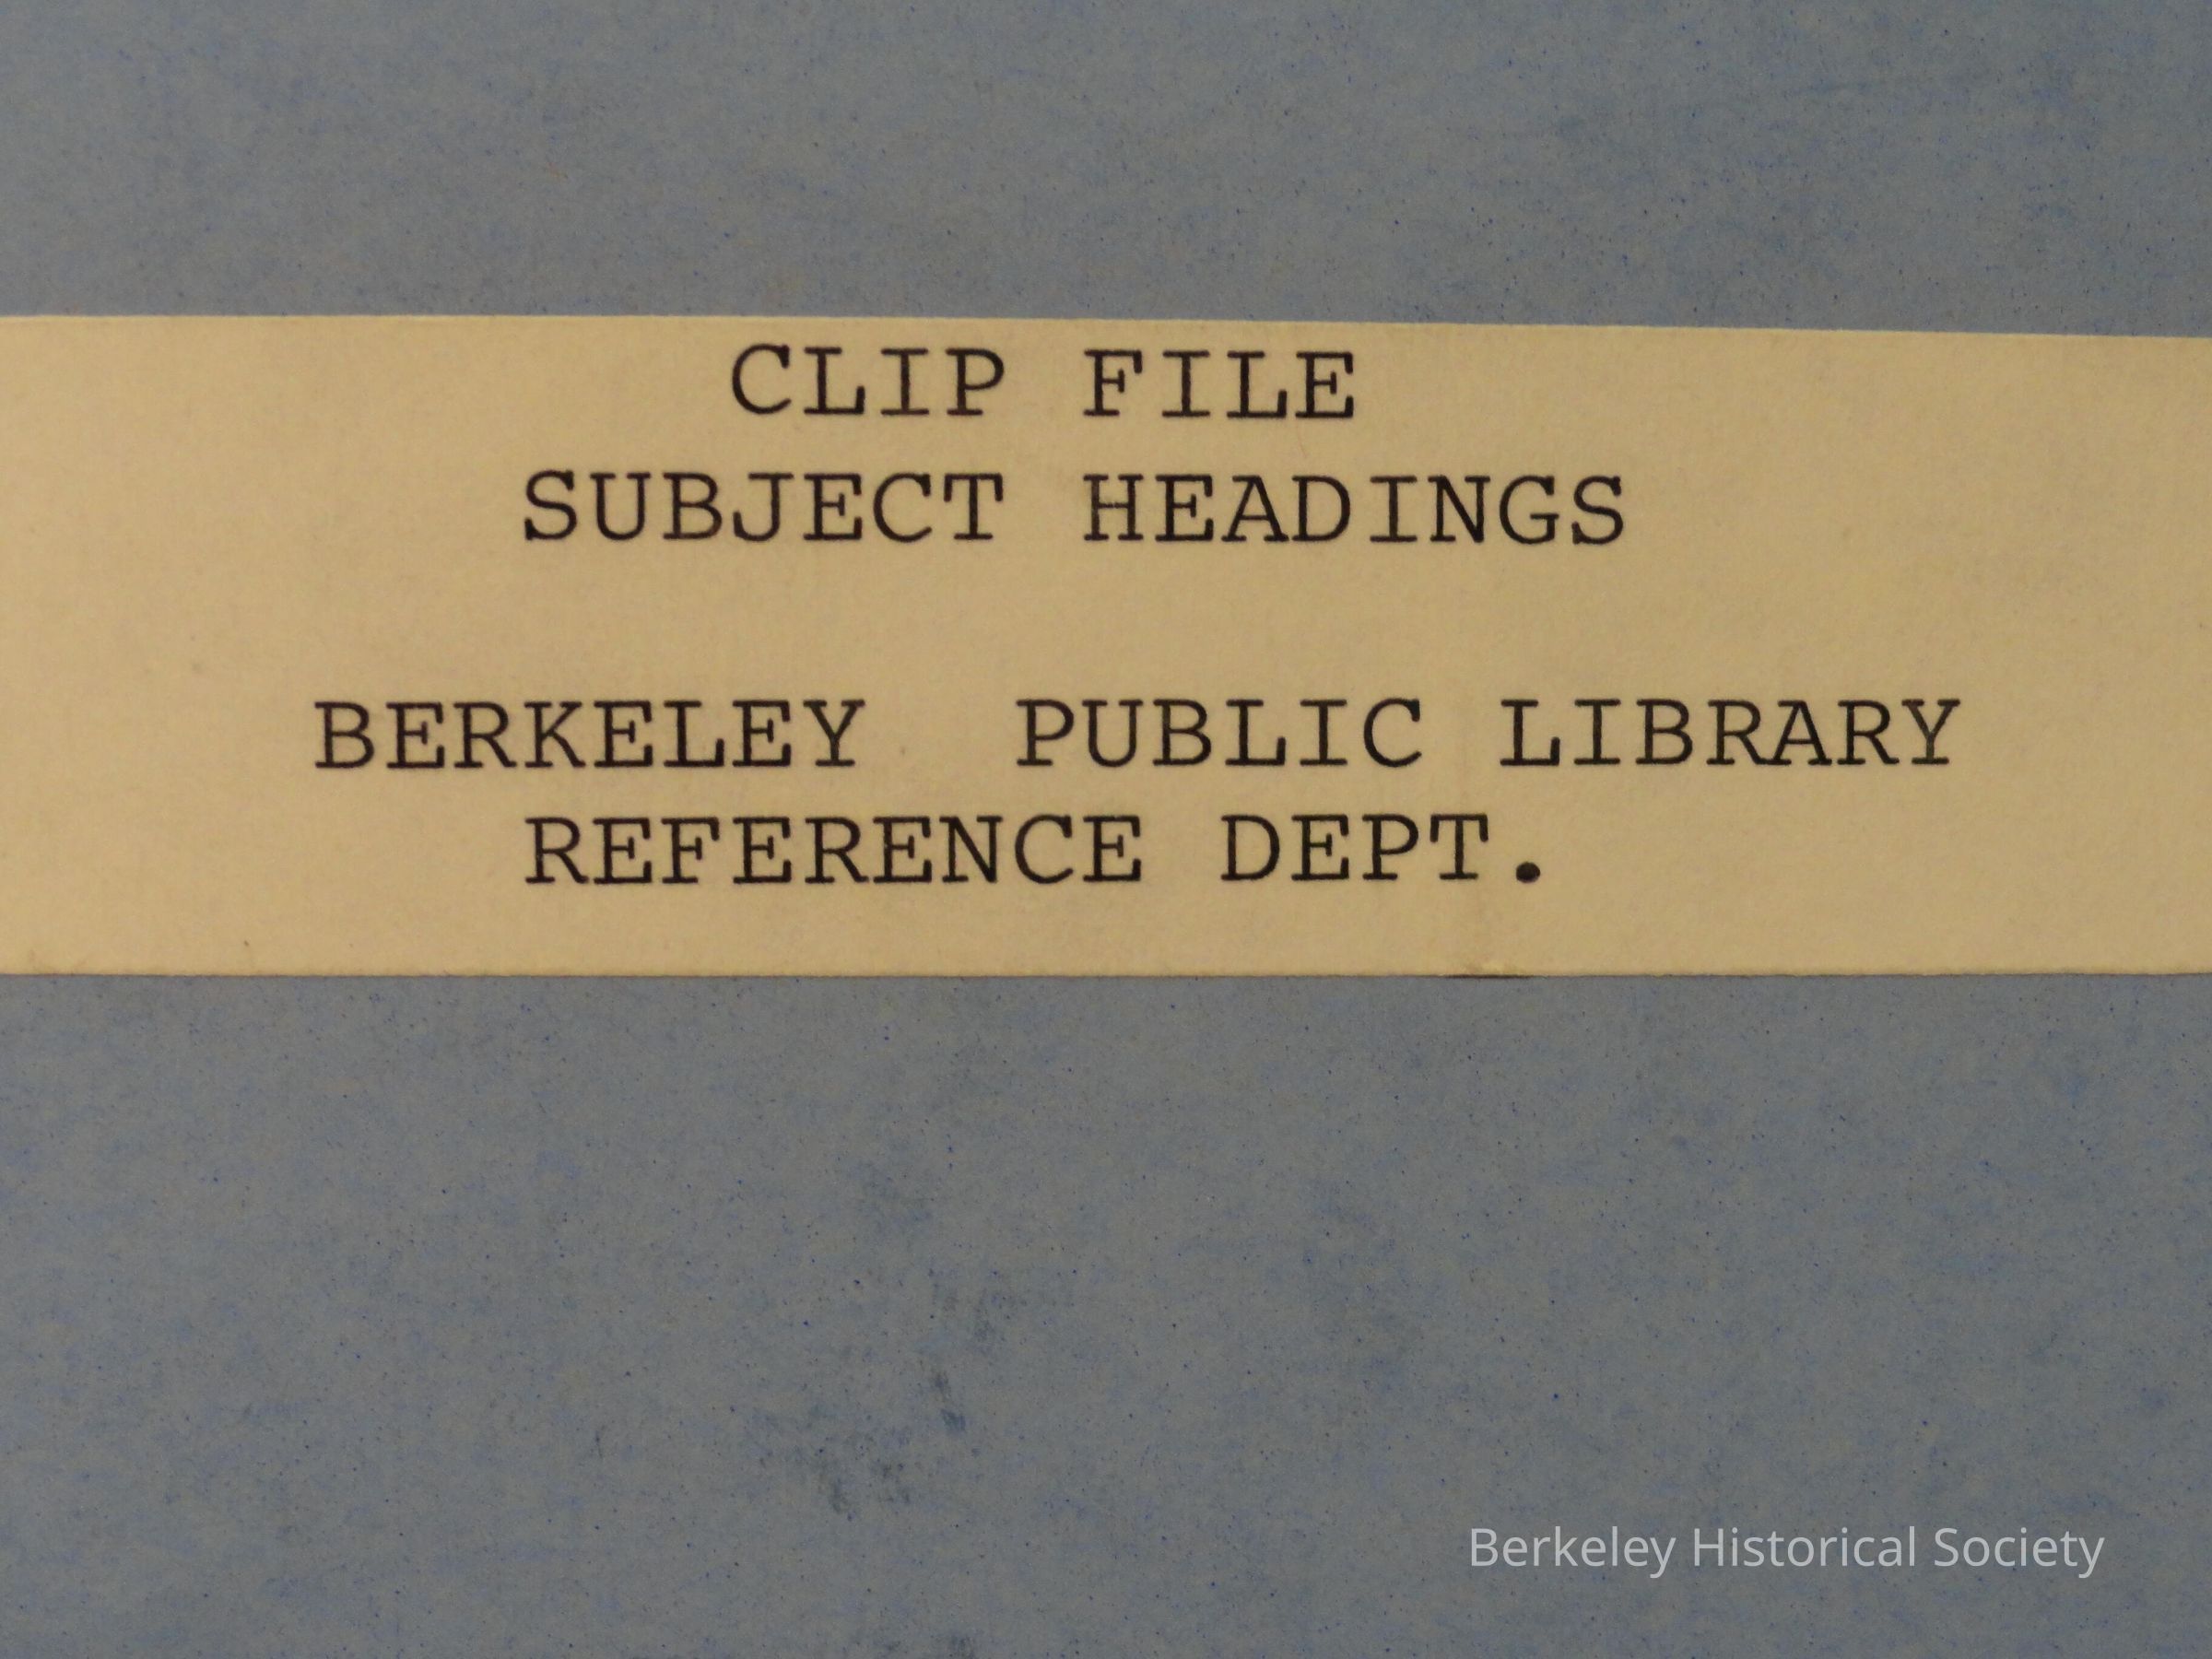 CLIP FILE
SUBJECT HEADINGS
BERKELEY PUBLIC LIBRARY
REFERENCE DEPT.
Berkeley Historical Society